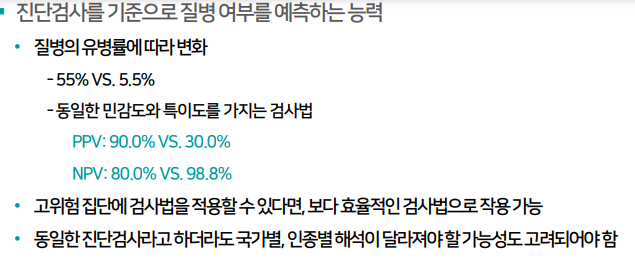 ▪ 진단검사를 기준으로 질병 여부를 예측하는 능력
• 질병의 유병률에 따라 변화
- 55% VS. 5.5%
- 동일한 민감도와 특이도를 가지는 검사법
PPV: 90.0% VS. 30.0%
NPV: 80.0% VS. 98.8%
• 고위험 집단에 검사법을 적용할 수 있다면, 보다 효율적인 검사법으로 작용 가능
• 동일한 진단검사라고 하더라도 국가별, 인종별 해석이 달라져야 할 가능성도 고려되어야 함